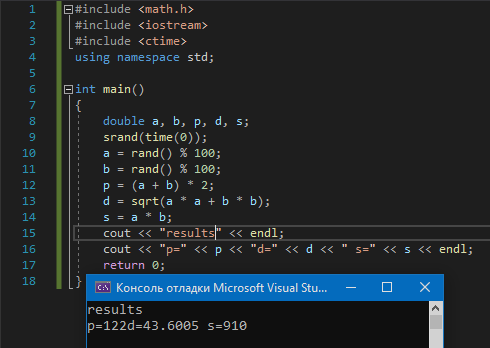 1 #include <math.h>
2 #include <iostream>
3 #include <ctime>
4 using namespace std;
5
6 int main()
7 {
8 double a, b, p, d, s;
9 srand(time(0));
10 a = rand() % 100;
11 b = rand() % 100;
12 p = (a + b) * 2;
13 d = sqrt(a * a + b * b);
14 s = a * b;
15 cout << "results" << endl;
16 cout << "p=" << p << "d=" << d << " s=" << s << endl;
17 return 0;
18 }
C:\ Консоль отладки Microsoft Visual Stu...
results
p=122d=43.6005 s=910